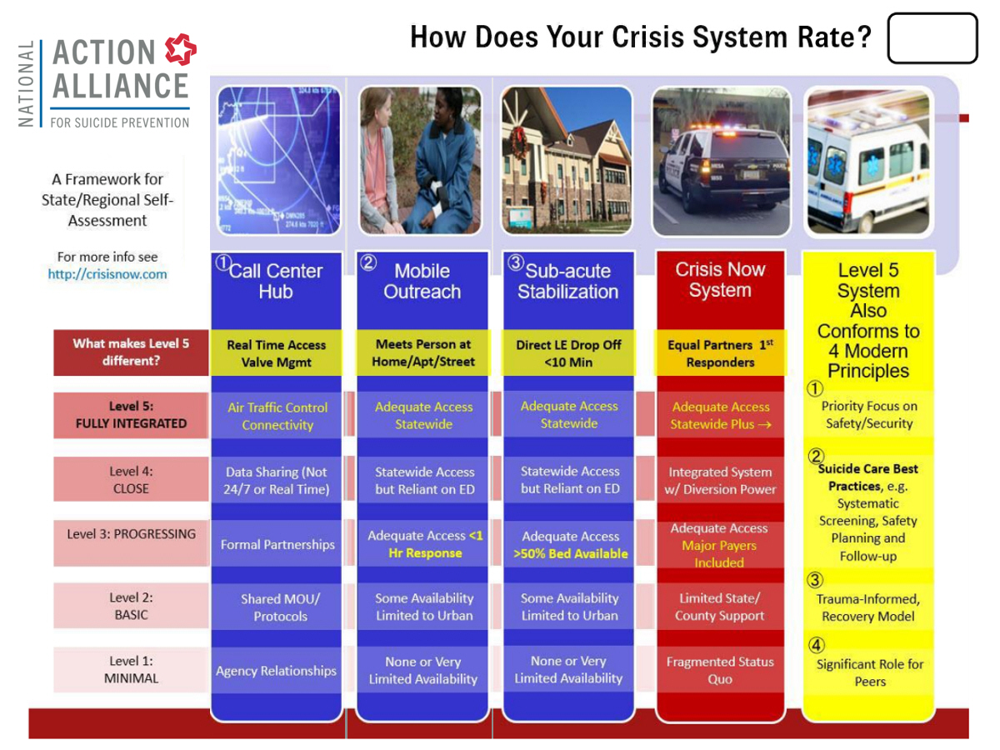 How Does Your Crisis System Rate?
NATIONAL
ACTION
ALLIANCE
FOR SUICIDE PREVENTION
A Framework for
State/Regional Self-
Assessment
For more info see
http://crisisnow.com
① Call Center
Hub
② Mobile
Outreach
③ Sub-acute
Stabilization
Crisis Now
System
Level 5
System
Also
Conforms to
4 Modern
Principles
What makes Level 5
different?
Real Time Access
Valve Mgmt
Meets Person at
Home/Apt/Street
Direct LE Drop Off
<10 Min
Equal Partners 1st
Responders
Level 5:
FULLY INTEGRATED
Air Traffic Control
Connectivity
Adequate Access
Statewide
Adequate Access
Statewide
Adequate Access
Statewide Plus →
Level 4:
CLOSE
Data Sharing (Not
24/7 or Real Time)
Statewide Access
but Reliant on ED
Statewide Access
but Reliant on ED
Integrated System
w/ Diversion Power
Level 3: PROGRESSING
Formal Partnerships
Adequate Access <1
Hr Response
Adequate Access
>50% Bed Available
Adequate Access
Major Payers
Included
Level 2:
BASIC
Shared MOU/
Protocols
Some Availability
Limited to Urban
Some Availability
Limited to Urban
Limited State/
County Support
Level 1:
MINIMAL
Agency Relationships
None or Very
Limited Availability
None or Very
Limited Availability
Fragmented Status
Quo
①
Priority Focus on
Safety/Security
②
Suicide Care Best
Practices, e.g.
Systematic
Screening, Safety
Planning and
Follow-up
③
Trauma-Informed,
Recovery Model
④
Significant Role for
Peers